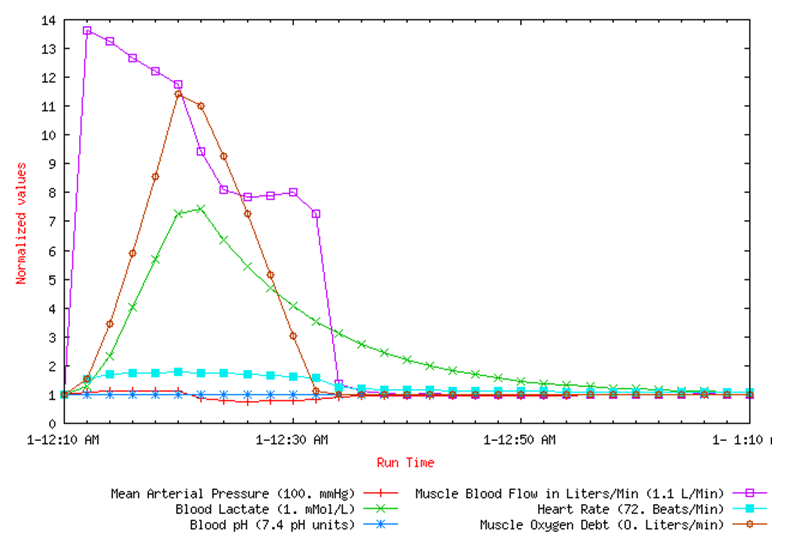 14
13
12
11
10
9
8
7
6
5
4
3
2
1
0
Normalized values
1-12:10 AM 1-12:30 AM 1-12:50 AM 1- 1:10
Run Time
Mean Arterial Pressure (100. mmHg) Muscle Blood Flow in Liters/Min (1.1 L/Min)
Blood Lactate (1. mMol/L) Heart Rate (72. Beats/Min)
Blood pH (7.4 pH units) Muscle Oxygen Debt (0. Liters/min)